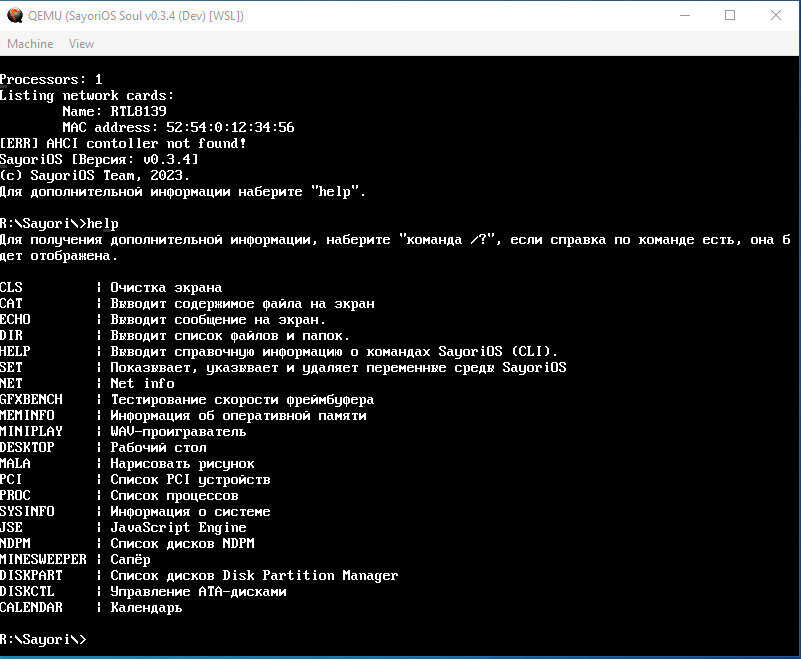 QEMU (SayoriOS Soul v0.3.4 (Dev) [WSL])
Machine View
Processors: 1
Listing network cards:
Name: RTL8139
MAC address: 52:54:0:12:34:56
[ERR] AHCI contoller not found!
SayoriOS [Версия: v0.3.4]
(c) SayoriOS Team, 2023.
Для дополнительной информации наберите "help".
R:\Sayori\>help
Для получения дополнительной информации, наберите "команда /?", если справка по команде есть, она б
дет отображена.
CLS | Очистка экрана
CAT | Выводит содержимое файла на экран
ECHO | Выводит сообщение на экран.
DIR | Выводит список файлов и папок.
HELP | Выводит справочную информацию о командах SayoriOS (CLI).
SET | Показывает, указывает и удаляет переменные среды SayoriOS
NET | Net info
GFXBENCH | Тестирование скорости фреймбуфера
MEMINFO | Информация об оперативной памяти
MINIPLAY | WAV-проиграватель
DESKTOP | Рабочий стол
MALA | Нарисовать рисунок
PCI | Список PCI устройств
PROC | Список процессов
SYSINFO | Информация о системе
JSE | JavaScript Engine
NDPM | Список дисков NDPM
MINESWEEPER | Сапёр
DISKPART | Список дисков Disk Partition Manager
DISKCTL | Управление ATA-дисками
CALENDAR | Календарь
R:\Sayori\>